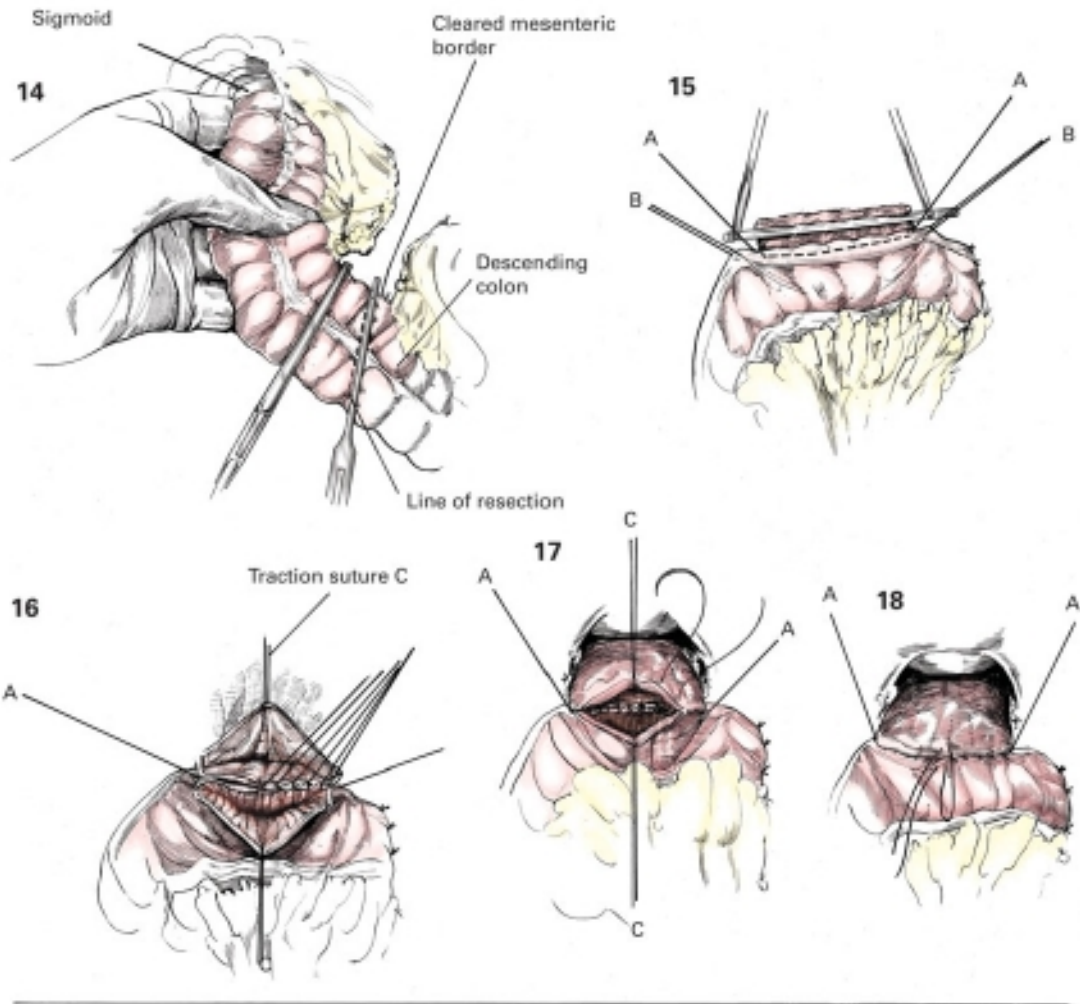 Sigmoid
Cleared mesenteric
border
14
15
A
A
B
B
Descending
colon
Line of resection
C
17
Traction suture C
A
16
A
18
A
A
A
C